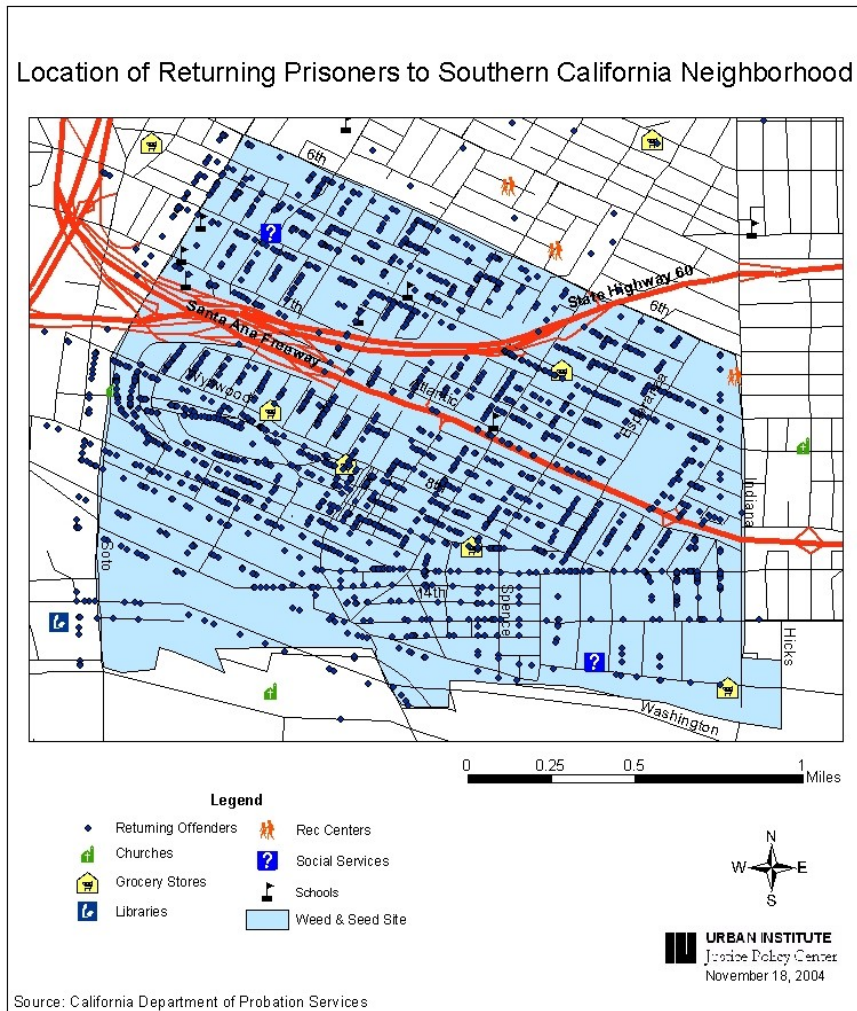 Location of Returning Prisoners to Southern California Neighborhood
6th
State Highway 60
6th
7th
Santa Ana Freeway
Wynwood
Atlantic
Esperanza
8th
Indiana
Soto
14th
Spence
Hicks
Washington
0 0.25 0.5 1
Miles
Legend
Returning Offenders
Churches
Grocery Stores
Libraries
Rec Centers
? Social Services
Schools
Weed & Seed Site
N
W E
S
URBAN INSTITUTE
Justice Policy Center
November 18, 2004
Source: California Department of Probation Services